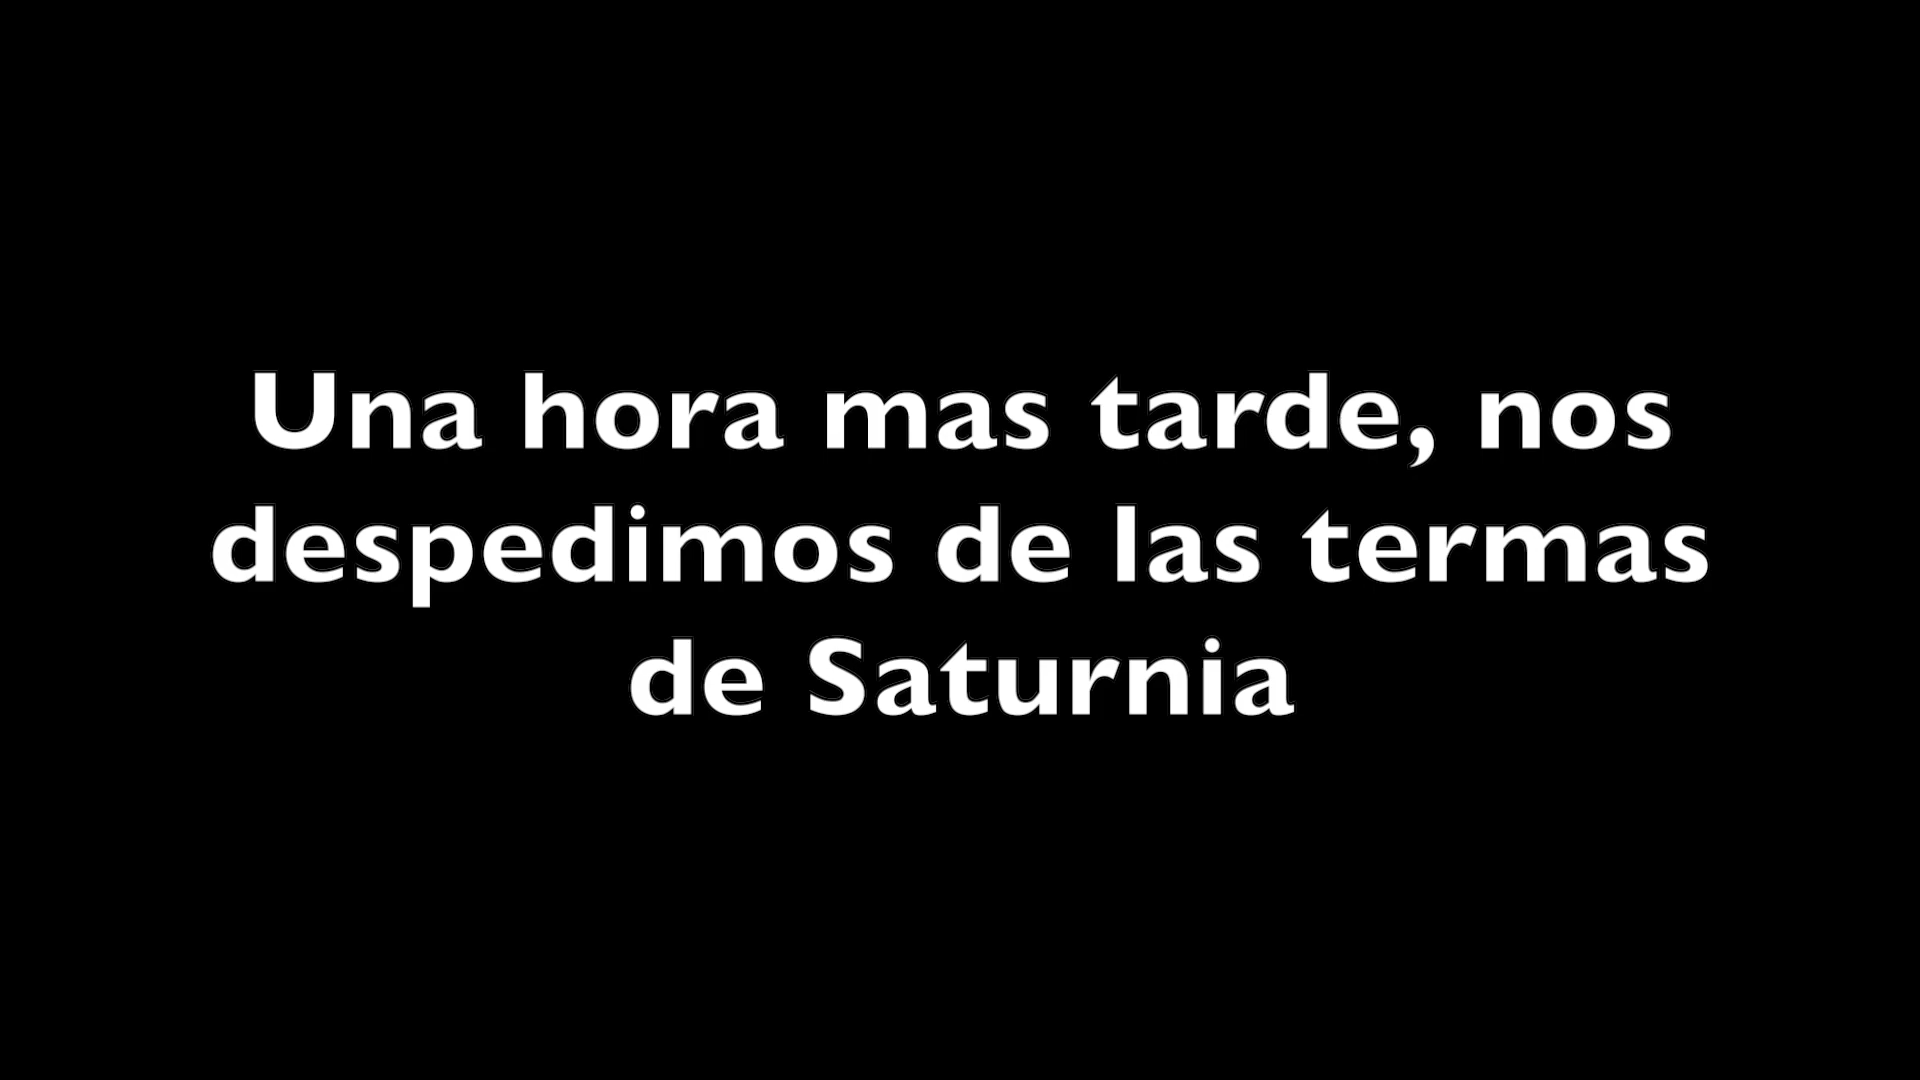 Una hora mas tarde, nos
despedimos de las termas
de Saturnia